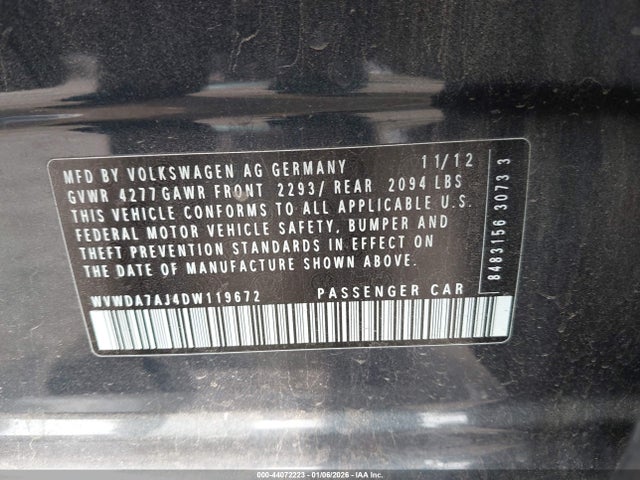 MFD BY VOLKSWAGEN AG GERMANY 11/12
GVWR 4277 GAWR FRONT 2293/ REAR 2094 LBS
THIS VEHICLE CONFORMS TO ALL APPLICABLE U.S.
FEDERAL MOTOR VEHICLE SAFETY, BUMPER AND
THEFT PREVENTION STANDARDS IN EFFECT ON
THE DATE OF MANUFACTURE SHOWN ABOVE.
WVWDA7AJ4DW119672 PASSENGER CAR
8483156 3073 3
000-44072223 - 01/06/2026 - IAA Corp.